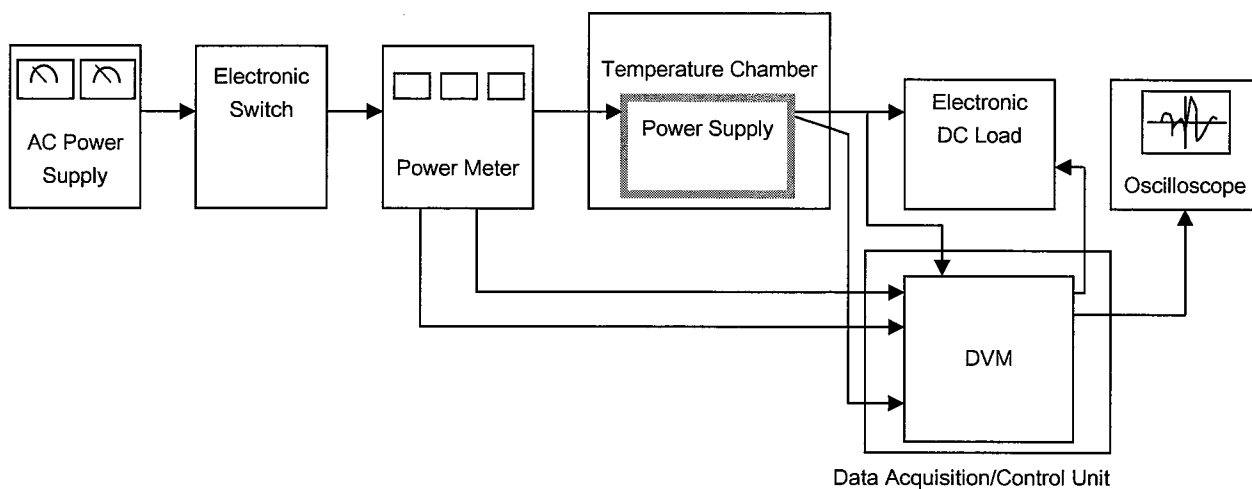 AC Power
Supply
Electronic
Switch
Power Meter
Temperature Chamber
Power Supply
Electronic
DC Load
Oscilloscope
DVM
Data Acquisition/Control Unit